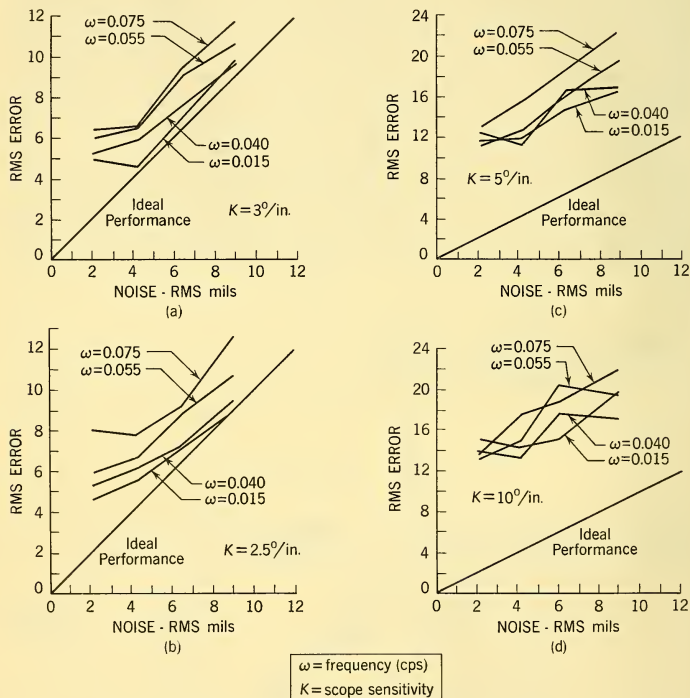 12
10
8
6
4
2
0
RMS ERROR
ω=0.075
ω=0.055
ω=0.040
ω=0.015
Ideal
Performance
K=3°/in.
0 2 4 6 8 10 12
NOISE - RMS mils
(a)
24
20
16
12
8
4
0
RMS ERROR
ω=0.075
ω=0.055
ω=0.040
ω=0.015
K=5°/in.
Ideal
Performance
0 2 4 6 8 10 12
NOISE - RMS mils
(c)
12
10
8
6
4
2
0
RMS ERROR
ω=0.075
ω=0.055
ω=0.040
ω=0.015
Ideal
Performance
K=2.5°/in.
0 2 4 6 8 10 12
NOISE - RMS mils
(b)
24
20
16
12
8
4
0
RMS ERROR
ω=0.075
ω=0.055
ω=0.040
ω=0.015
K=10°/in.
Ideal
Performance
0 2 4 6 8 10 12
NOISE - RMS mils
(d)
ω=frequency (cps)
K=scope sensitivity